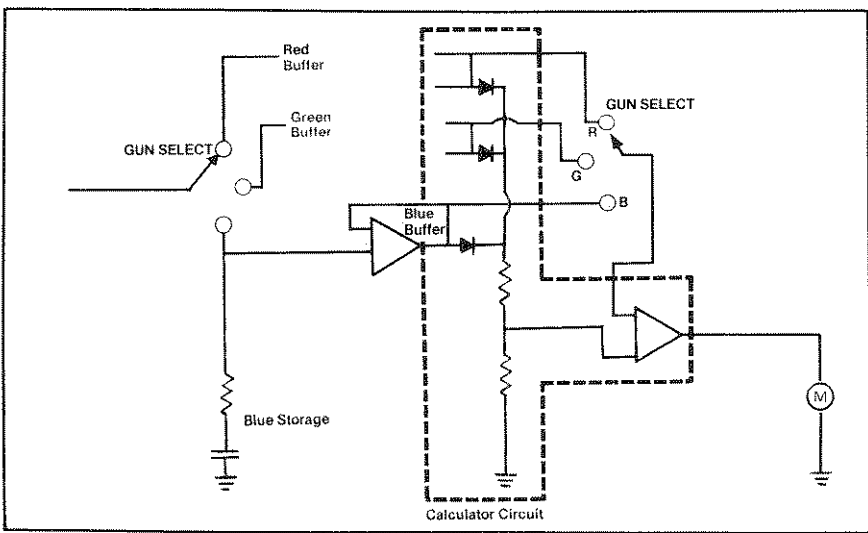 Red
Buffer
Green
Buffer
GUN SELECT
GUN SELECT
R
G
B
Blue
Buffer
Blue Storage
M
Calculator Circuit